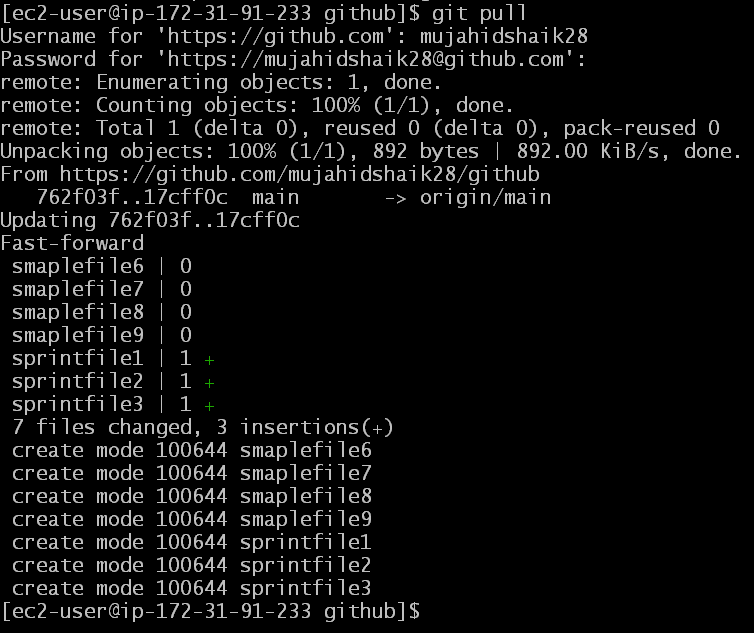 [ec2-user@ip-172-31-91-233 github]$ git pull
Username for 'https://github.com': mujahidshaik28
Password for 'https://mujahidshaik28@github.com':
remote: Enumerating objects: 1, done.
remote: Counting objects: 100% (1/1), done.
remote: Total 1 (delta 0), reused 0 (delta 0), pack-reused 0
Unpacking objects: 100% (1/1), 892 bytes | 892.00 KiB/s, done.
From https://github.com/mujahidshaik28/github
   762f03f..17cff0c  main       -> origin/main
Updating 762f03f..17cff0c
Fast-forward
 smaplefile6 | 0
 smaplefile7 | 0
 smaplefile8 | 0
 smaplefile9 | 0
 sprintfile1 | 1 +
 sprintfile2 | 1 +
 sprintfile3 | 1 +
 7 files changed, 3 insertions(+)
 create mode 100644 smaplefile6
 create mode 100644 smaplefile7
 create mode 100644 smaplefile8
 create mode 100644 smaplefile9
 create mode 100644 sprintfile1
 create mode 100644 sprintfile2
 create mode 100644 sprintfile3
[ec2-user@ip-172-31-91-233 github]$